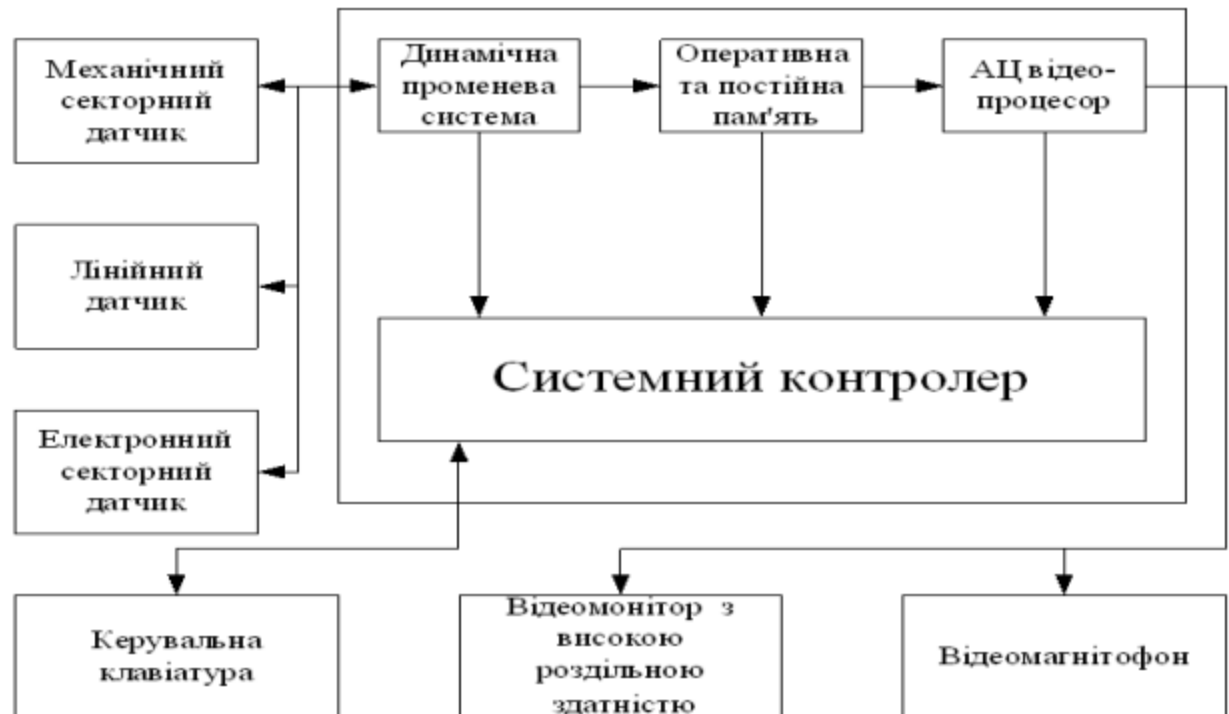 Механічний
секторний
датчик
Динамічна
променева
система
Оперативна
та постійна
пам'ять
АЦ відео-
процесор
Лінійний
датчик
Системний контролер
Електронний
секторний
датчик
Керувальна
клавіатура
Відеомонітор з
високою
роздільною
здатністю
Відеомагнітофон